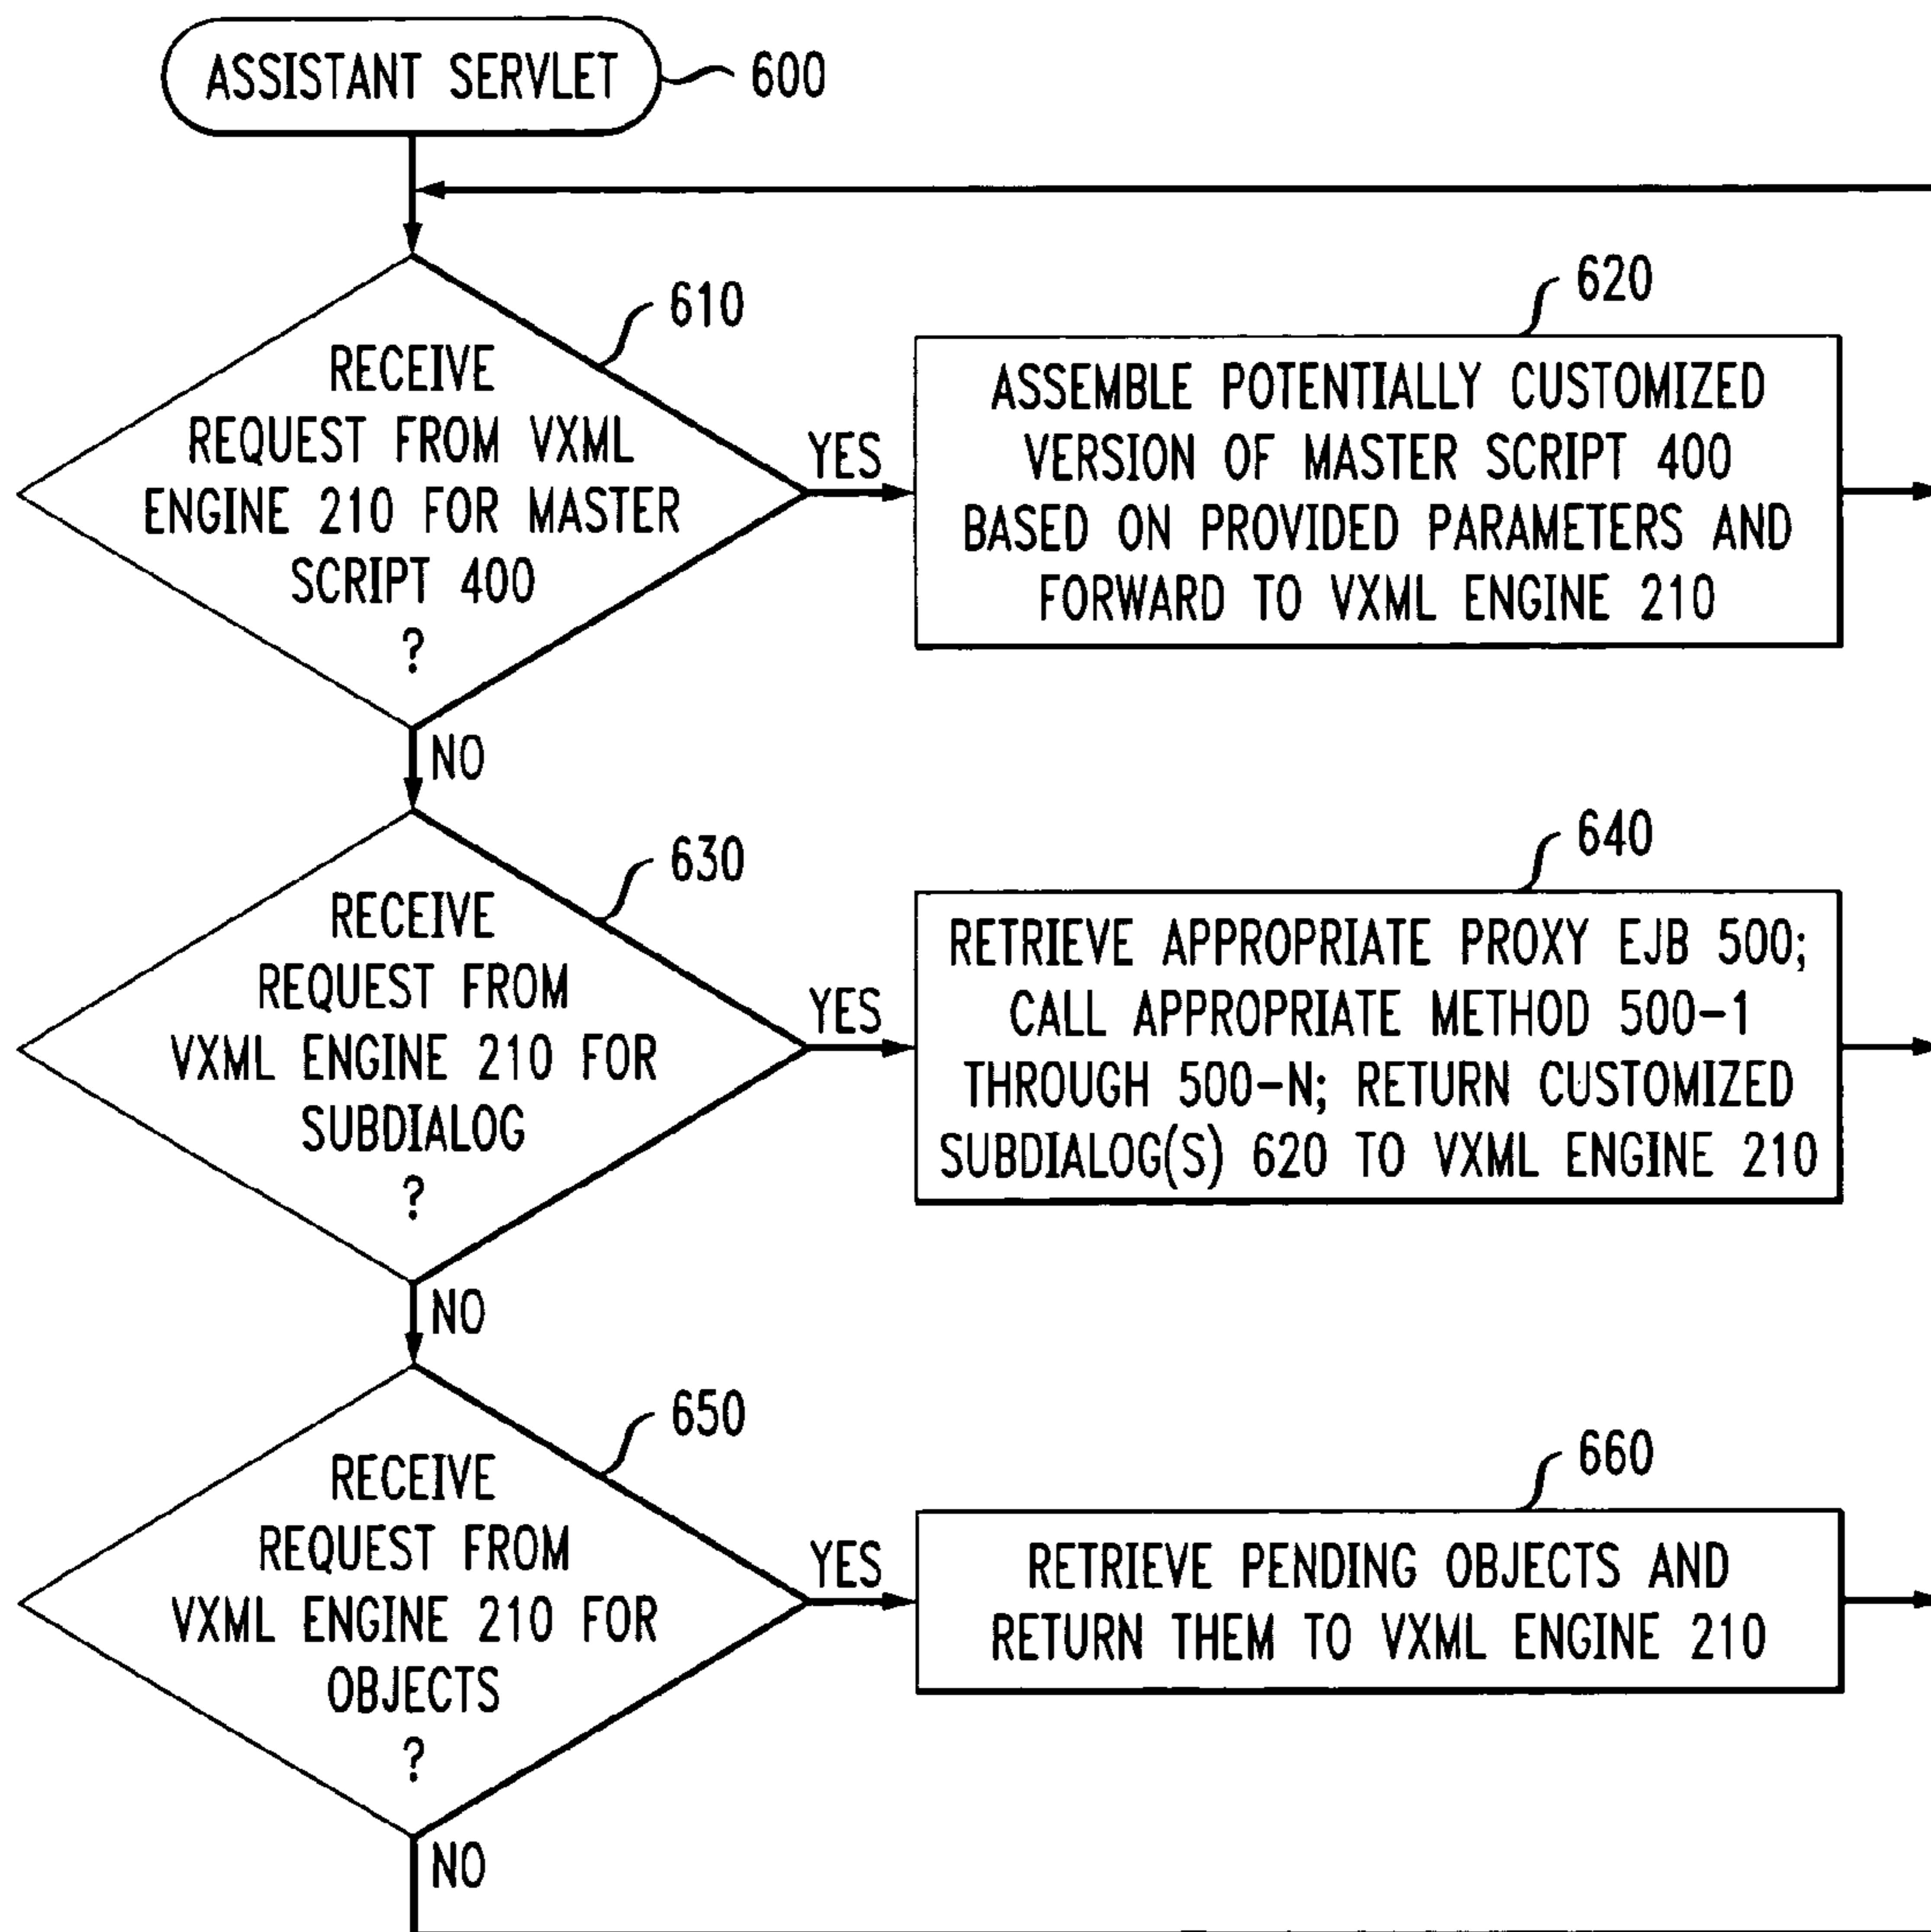 ASSISTANT SERVLET
600
610
RECEIVE
REQUEST FROM VXML
ENGINE 210 FOR MASTER
SCRIPT 400
?
YES
620
ASSEMBLE POTENTIALLY CUSTOMIZED
VERSION OF MASTER SCRIPT 400
BASED ON PROVIDED PARAMETERS AND
FORWARD TO VXML ENGINE 210
NO
630
RECEIVE
REQUEST FROM
VXML ENGINE 210 FOR
SUBDIALOG
?
YES
640
RETRIEVE APPROPRIATE PROXY EJB 500;
CALL APPROPRIATE METHOD 500-1
THROUGH 500-N; RETURN CUSTOMIZED
SUBDIALOG(S) 620 TO VXML ENGINE 210
NO
650
RECEIVE
REQUEST FROM
VXML ENGINE 210 FOR
OBJECTS
?
YES
660
RETRIEVE PENDING OBJECTS AND
RETURN THEM TO VXML ENGINE 210
NO